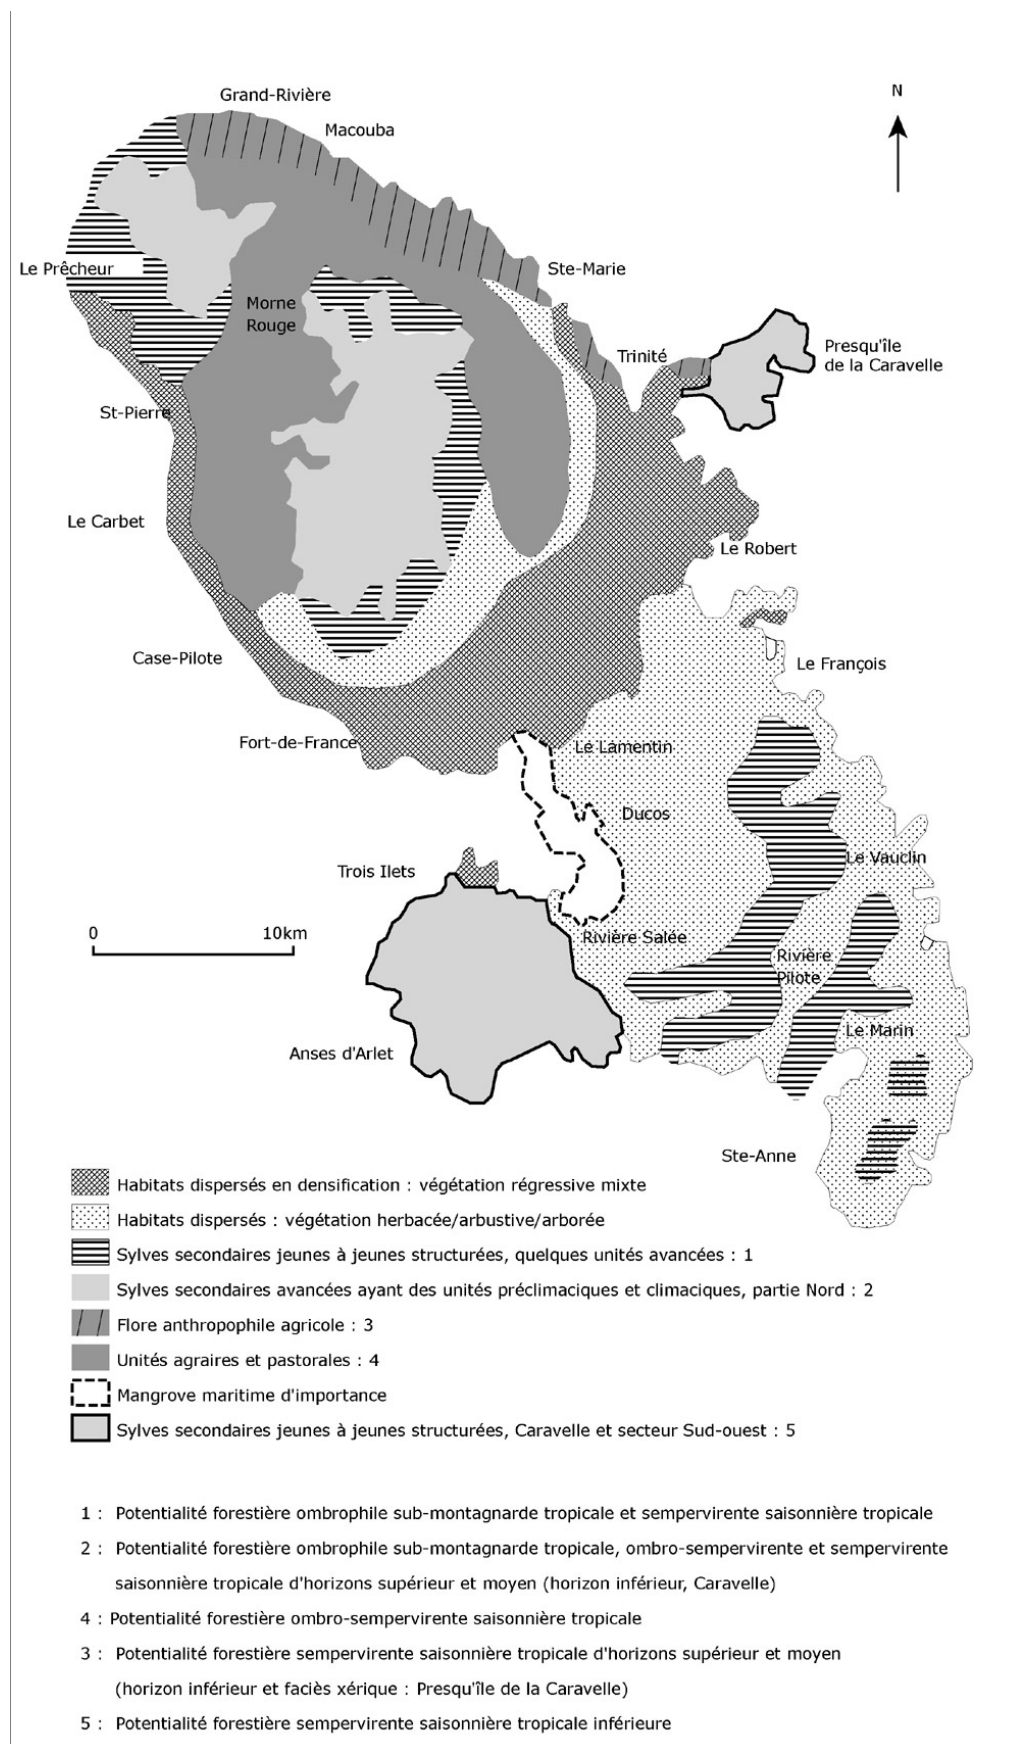 Grand-Rivière
N
Macouba
Le Prêcheur
Ste-Marie
Morne
Rouge
Trinité
Presqu'île
de la Caravelle
St-Pierre
Le Carbet
Le Robert
Case-Pilote
Le François
Fort-de-France
Le Lamentin
Ducos
Le Vauclin
Trois Ilets
0 10km
Rivière Salée
Rivière
Pilote
Le Marin
Anses d'Arlet
Ste-Anne
Habitats dispersés en densification : végétation régressive mixte
Habitats dispersés : végétation herbacée/arbustive/arborée
Sylves secondaires jeunes à jeunes structurées, quelques unités avancées : 1
Sylves secondaires avancées ayant des unités préclimaciques et climaciques, partie Nord : 2
Flore anthropophile agricole : 3
Unités agraires et pastorales : 4
Mangrove maritime d'importance
Sylves secondaires jeunes à jeunes structurées, Caravelle et secteur Sud-ouest : 5
1 : Potentialité forestière ombrophile sub-montagnarde tropicale et sempervirente saisonnière tropicale
2 : Potentialité forestière ombrophile sub-montagnarde tropicale, ombro-sempervirente et sempervirente
saisonnière tropicale d'horizons supérieur et moyen (horizon inférieur, Caravelle)
4 : Potentialité forestière ombro-sempervirente saisonnière tropicale
3 : Potentialité forestière sempervirente saisonnière tropicale d'horizons supérieur et moyen
(horizon inférieur et faciès xérique : Presqu'île de la Caravelle)
5 : Potentialité forestière sempervirente saisonnière tropicale inférieure